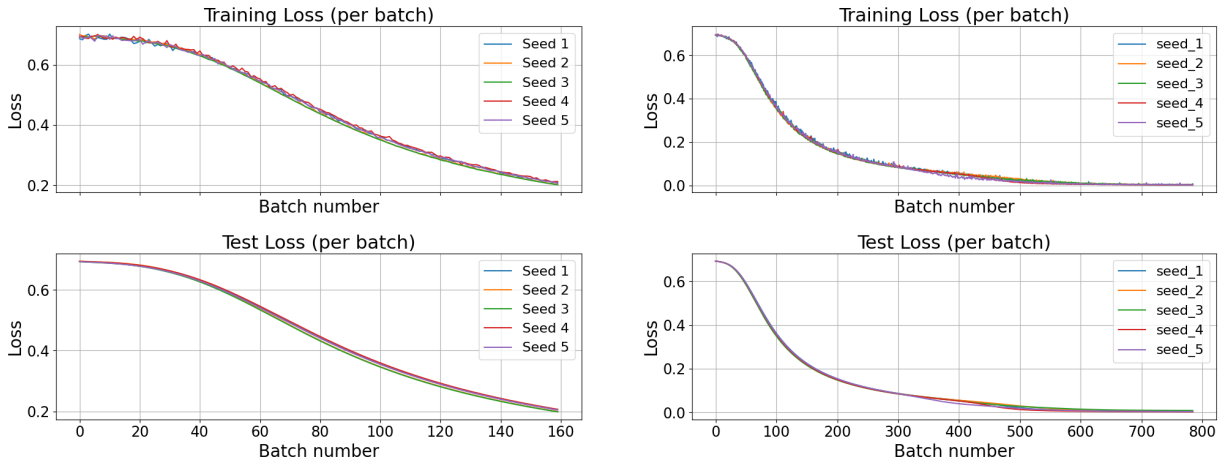 Training Loss (per batch)
Loss
0.6
0.4
0.2
Seed 1
Seed 2
Seed 3
Seed 4
Seed 5
Batch number
Training Loss (per batch)
Loss
0.6
0.4
0.2
0.0
seed_1
seed_2
seed_3
seed_4
seed_5
Batch number
Test Loss (per batch)
Loss
0.6
0.4
0.2
Seed 1
Seed 2
Seed 3
Seed 4
Seed 5
0 20 40 60 80 100 120 140 160
Batch number
Test Loss (per batch)
Loss
0.6
0.4
0.2
0.0
seed_1
seed_2
seed_3
seed_4
seed_5
0 100 200 300 400 500 600 700 800
Batch number